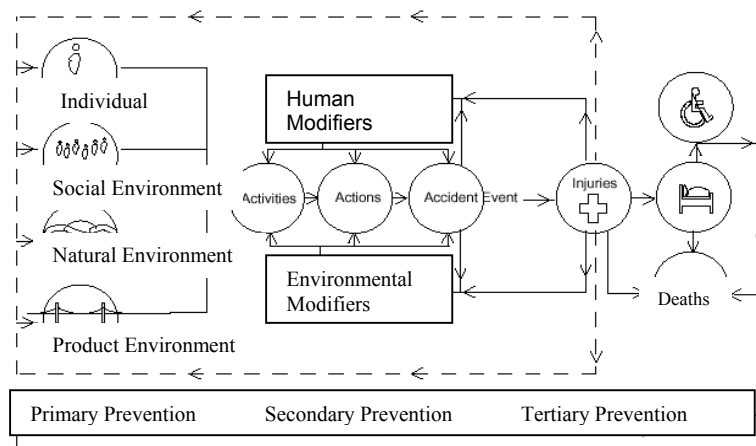 Individual
Social Environment
Natural Environment
Product Environment
Human
Modifiers
Activities
Actions
Accident Event
Injuries
Environmental
Modifiers
Deaths
Primary Prevention Secondary Prevention Tertiary Prevention